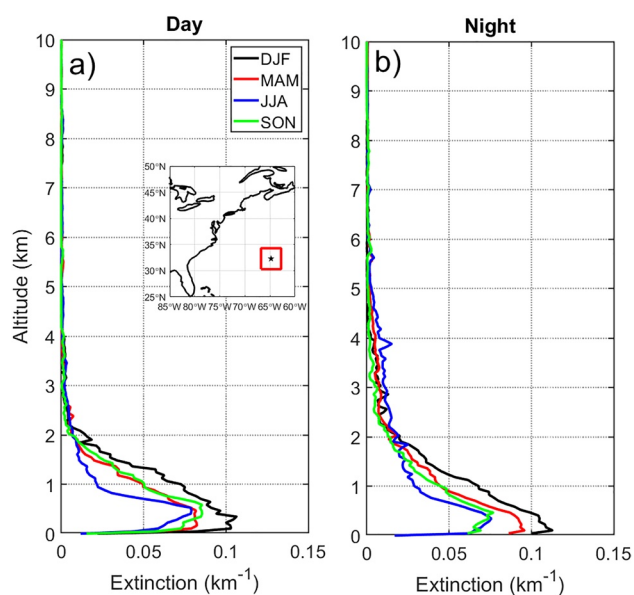 Day
Night
a)
DJF
MAM
JJA
SON
b)
50°N
45°N
40°N
35°N
30°N
25°N
85°W 80°W 75°W 70°W 65°W 60°W
Altitude (km)
10
9
8
7
6
5
4
3
2
1
0
0 0.05 0.1 0.15
Extinction (km-1)
10
9
8
7
6
5
4
3
2
1
0
0 0.05 0.1 0.15
Extinction (km-1)